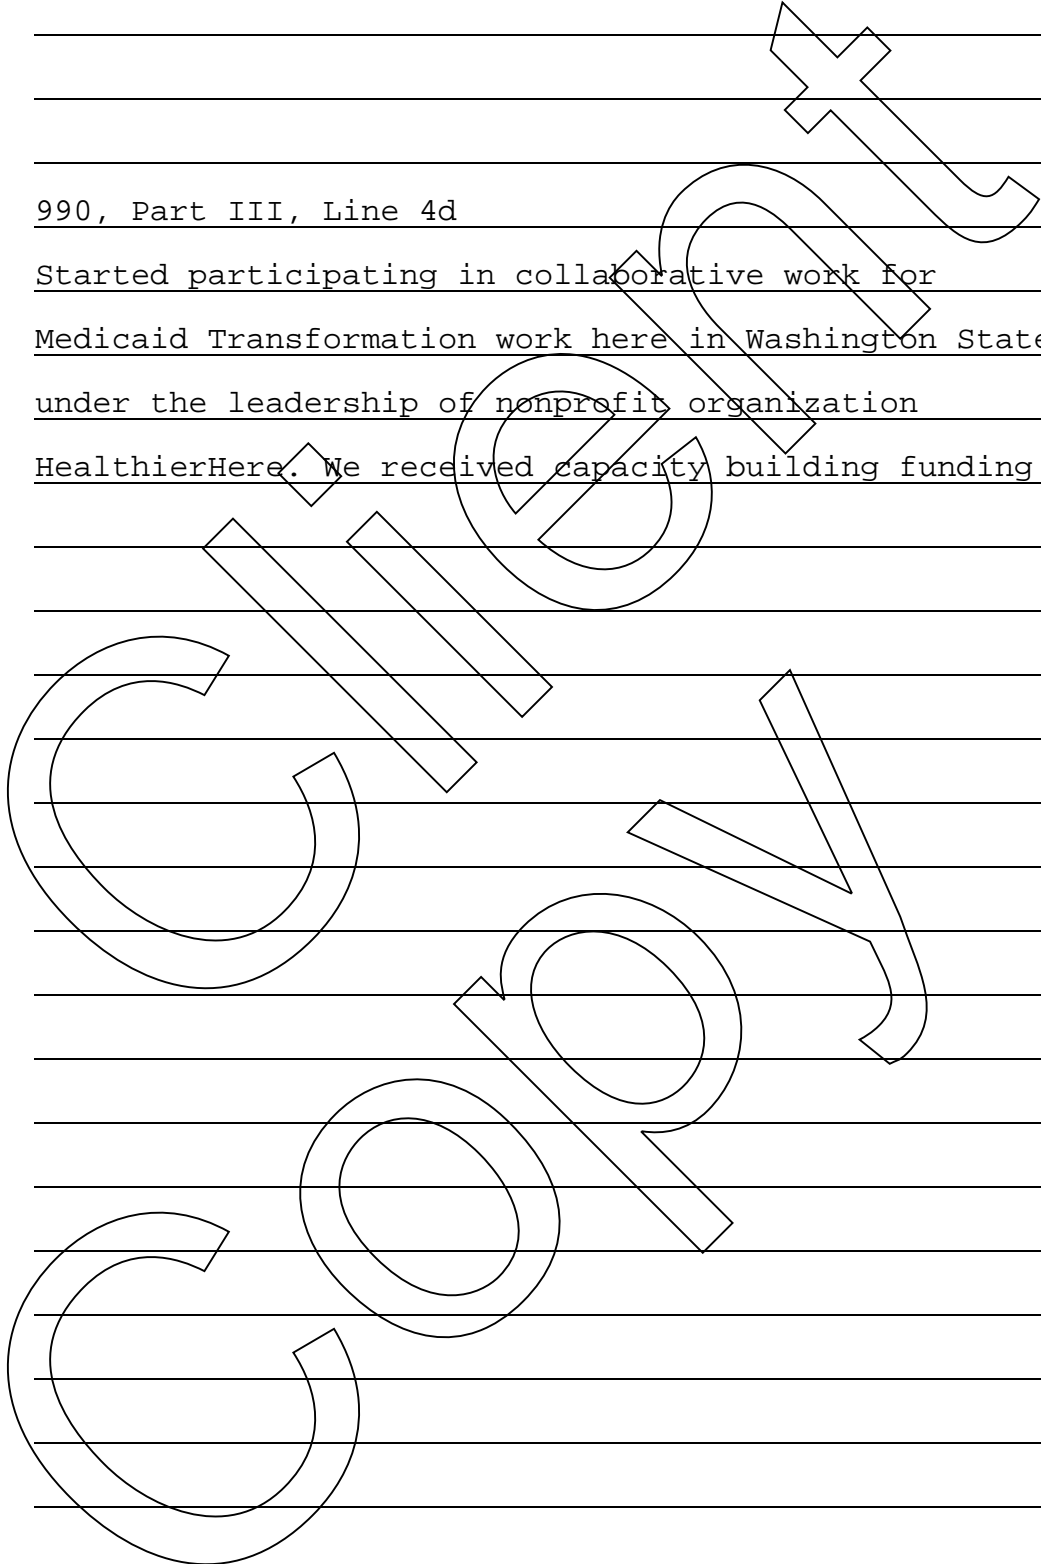 990, Part III, Line 4d
Started participating in collaborative work for
Medicaid Transformation work here in Washington State
under the leadership of nonprofit organization
HealthierHere. We received capacity building funding
Client
Copy